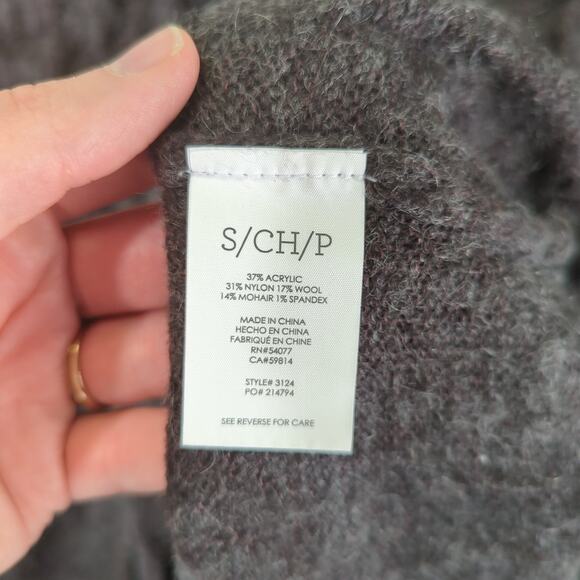 S/CH/P
37% ACRYLIC
31% NYLON 17% WOOL
14% MOHAIR 1% SPANDEX
MADE IN CHINA
HECHO EN CHINA
FABRIQUÉ EN CHINE
RN#54077
CA#59814
STYLE# 3124
PO# 214794
SEE REVERSE FOR CARE